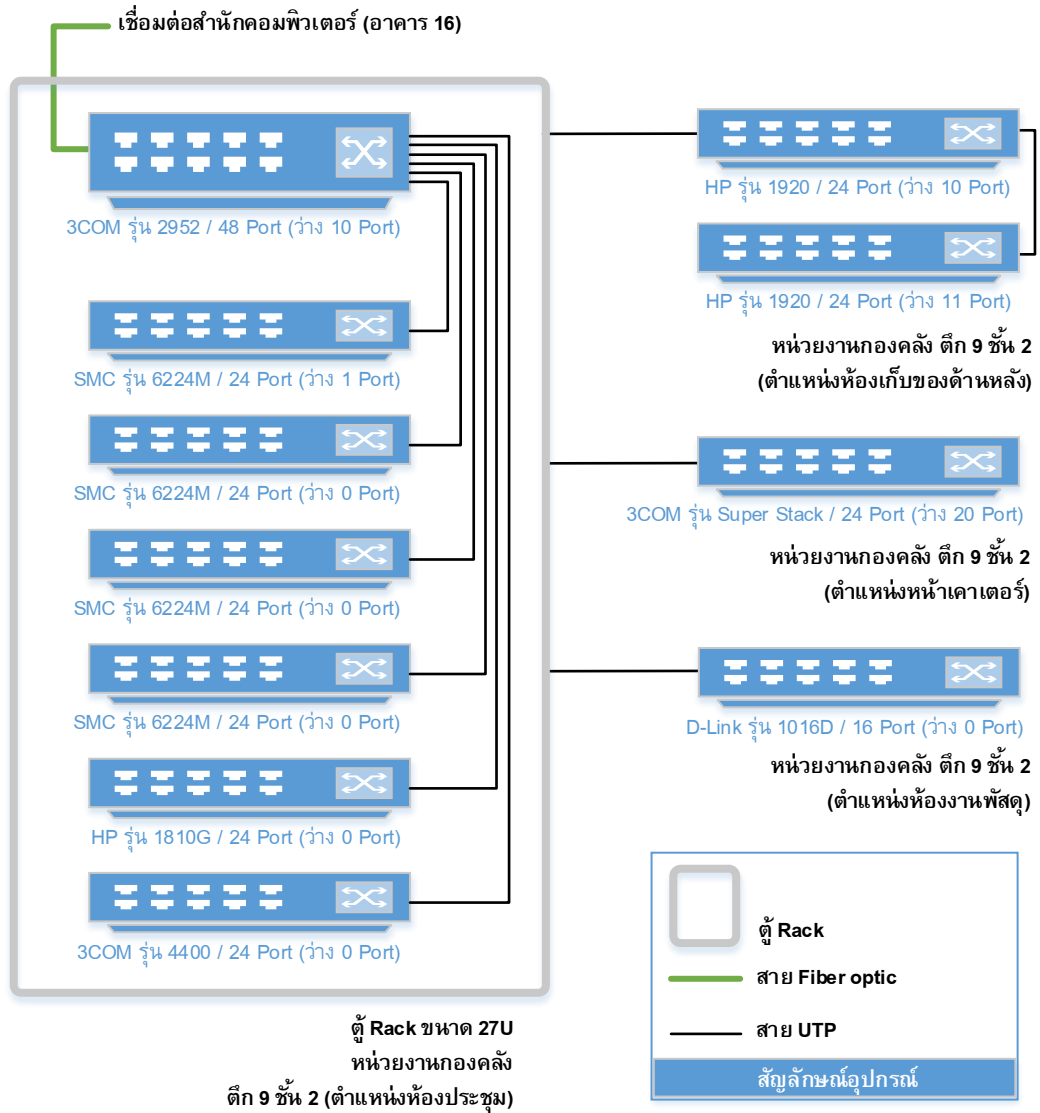 เชื่อมต่อสำนักคอมพิวเตอร์ (อาคาร 16)
3COM รุ่น 2952 / 48 Port (ว่าง 10 Port)
SMC รุ่น 6224M / 24 Port (ว่าง 1 Port)
SMC รุ่น 6224M / 24 Port (ว่าง 0 Port)
SMC รุ่น 6224M / 24 Port (ว่าง 0 Port)
SMC รุ่น 6224M / 24 Port (ว่าง 0 Port)
HP รุ่น 1810G / 24 Port (ว่าง 0 Port)
3COM รุ่น 4400 / 24 Port (ว่าง 0 Port)
ตู้ Rack ขนาด 27U
หน่วยงานกองคลัง
ตึก 9 ชั้น 2 (ตำแหน่งห้องประชุม)
HP รุ่น 1920 / 24 Port (ว่าง 10 Port)
HP รุ่น 1920 / 24 Port (ว่าง 11 Port)
หน่วยงานกองคลัง ตึก 9 ชั้น 2
(ตำแหน่งห้องเก็บของด้านหลัง)
3COM รุ่น Super Stack / 24 Port (ว่าง 20 Port)
หน่วยงานกองคลัง ตึก 9 ชั้น 2
(ตำแหน่งหน้าเคาเตอร์)
D-Link รุ่น 1016D / 16 Port (ว่าง 0 Port)
หน่วยงานกองคลัง ตึก 9 ชั้น 2
(ตำแหน่งห้องงานพัสดุ)
ตู้ Rack
สาย Fiber optic
สาย UTP
สัญลักษณ์อุปกรณ์